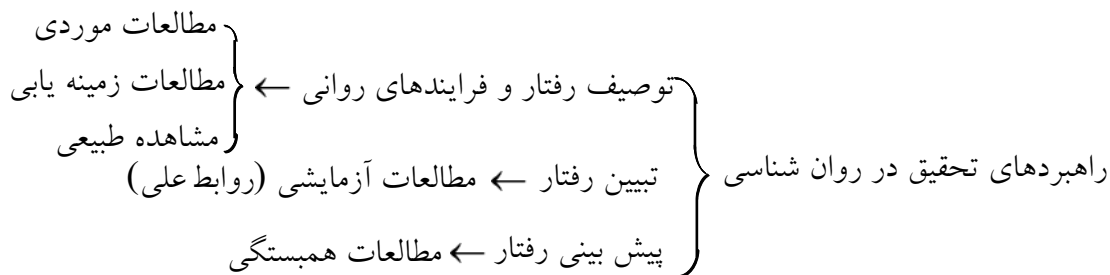 راهبردهای تحقیق در روان شناسی
توصیف رفتار و فرایندهای روانی ←
مطالعات موردی
مطالعات زمینه یابی
مشاهده طبیعی
تبیین رفتار ← مطالعات آزمایشی (روابط علی)
پیش بینی رفتار ← مطالعات همبستگی